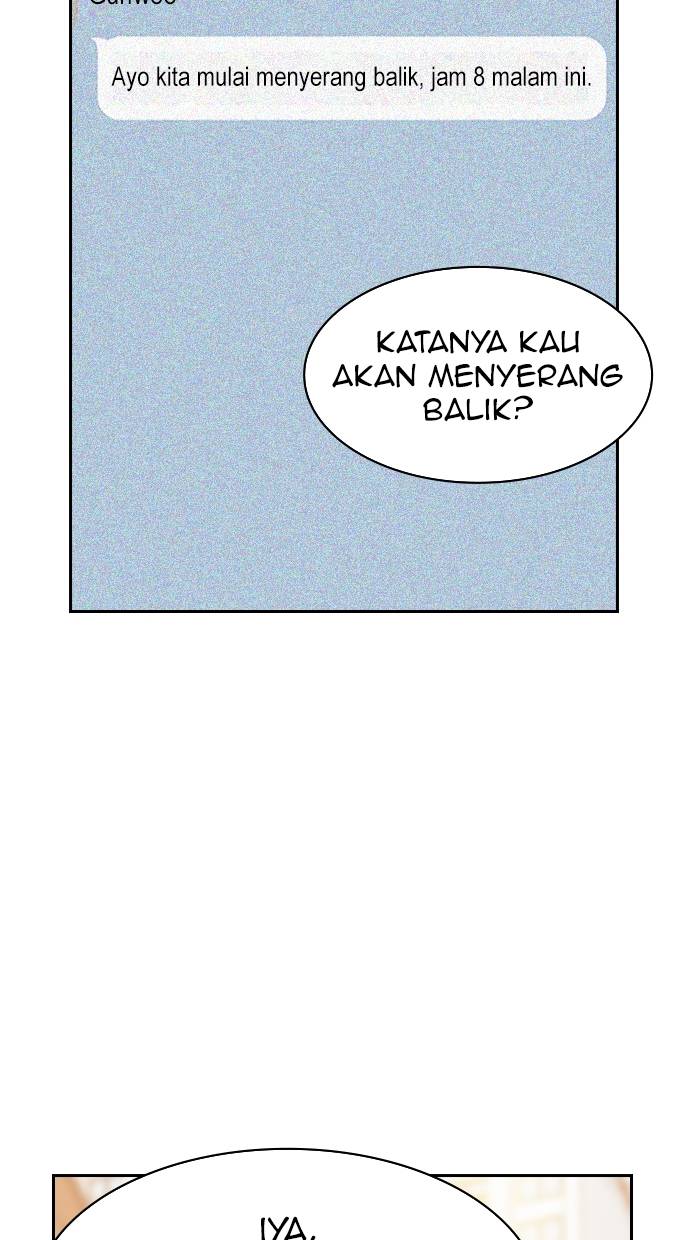 Ayo kita mulai menyerang balik, jam 8 malam ini.
KATANYA KAU
AKAN MENYERANG
BALIK?
IYA,